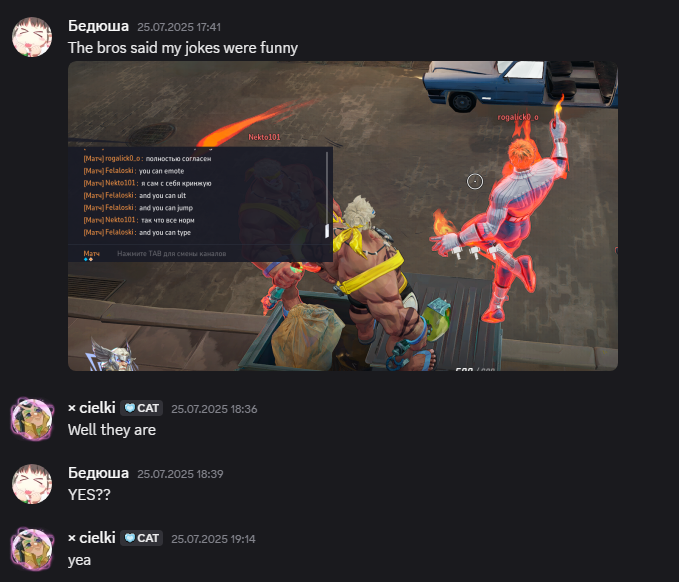 Бедюша 25.07.2025 17:41
The bros said my jokes were funny
Nekto101
rogalick0_o
[Матч] rogalick0_o : полностью согласен
[Матч] Felaloski : you can emote
[Матч] Nekto101 : я сам с себя кринжую
[Матч] Felaloski : and you can ult
[Матч] Felaloski : and you can jump
[Матч] Nekto101 : так что все норм
[Матч] Felaloski : and you can type
Матч Нажмите TAB для смены каналов
× cielki CAT 25.07.2025 18:36
Well they are
Бедюша 25.07.2025 18:39
YES??
× cielki CAT 25.07.2025 19:14
yea